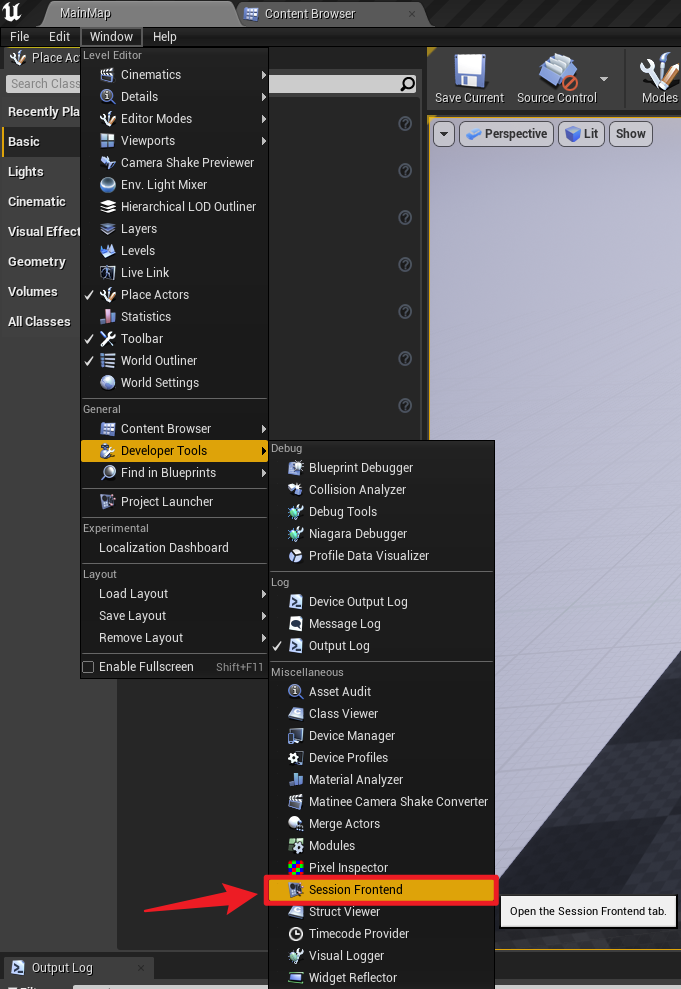 MainMap
Content Browser
File Edit Window Help
Place Ac
Search Class
Recently Pla
Basic
Lights
Cinematic
Visual Effect
Geometry
Volumes
All Classes
Level Editor
Cinematics
Details
Editor Modes
Viewports
Camera Shake Previewer
Env. Light Mixer
Hierarchical LOD Outliner
Layers
Levels
Live Link
Place Actors
Statistics
Toolbar
World Outliner
World Settings
General
Content Browser
Developer Tools
Find in Blueprints
Project Launcher
Experimental
Localization Dashboard
Layout
Load Layout
Save Layout
Remove Layout
Enable Fullscreen Shift+F11
Debug
Blueprint Debugger
Collision Analyzer
Debug Tools
Niagara Debugger
Profile Data Visualizer
Log
Device Output Log
Message Log
Output Log
Miscellaneous
Asset Audit
Class Viewer
Device Manager
Device Profiles
Material Analyzer
Matinee Camera Shake Converter
Merge Actors
Modules
Pixel Inspector
Session Frontend
Struct Viewer
Timecode Provider
Visual Logger
Widget Reflector
Open the Session Frontend tab.
Save Current
Source Control
Modes
Perspective
Lit
Show
Output Log